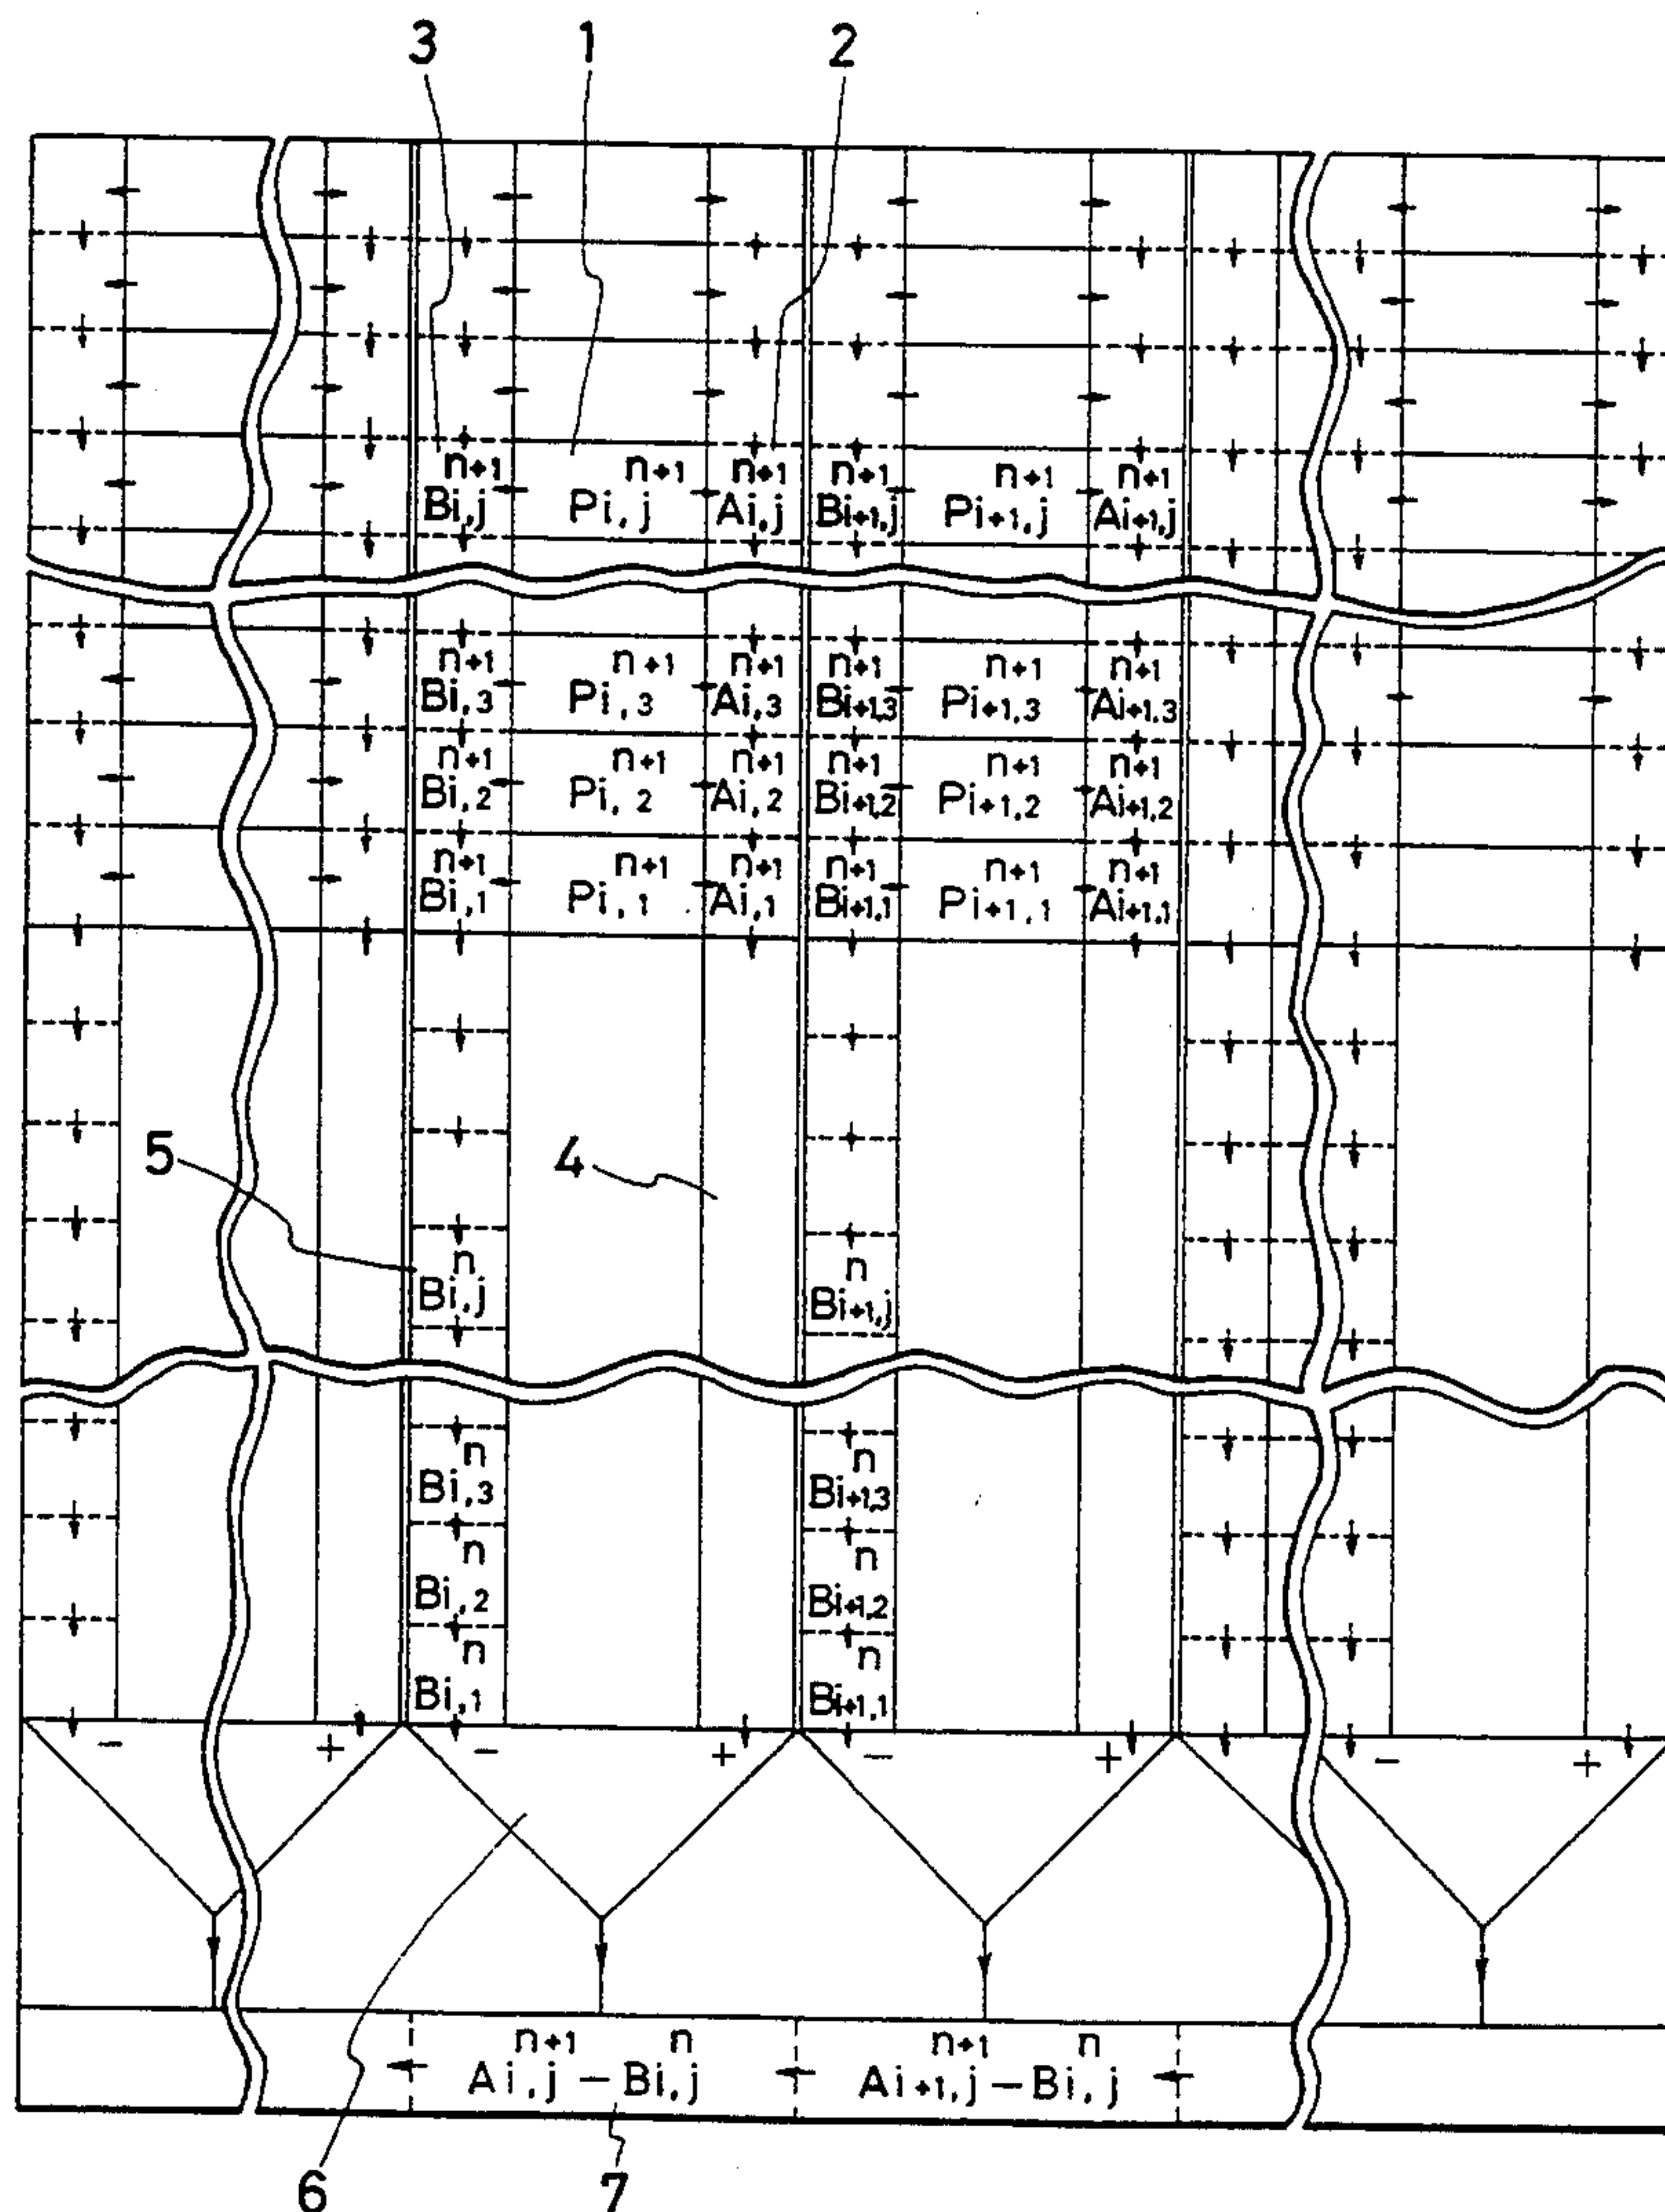 3 1 2
n+1 n+1 n+1 n+1 n+1 n+1
Bi,j Pi,j Ai,j Bi+1,j Pi+1,j Ai+1,j
n+1 n+1 n+1 n+1 n+1 n+1
Bi,3 Pi,3 Ai,3 Bi+1,3 Pi+1,3 Ai+1,3
n+1 n+1 n+1 n+1 n+1 n+1
Bi,2 Pi,2 Ai,2 Bi+1,2 Pi+1,2 Ai+1,2
n+1 n+1 n+1 n+1 n+1 n+1
Bi,1 Pi,1 Ai,1 Bi+1,1 Pi+1,1 Ai+1,1
5 4
n n
Bi,j Bi+1,j
n n
Bi,3 Bi+1,3
n n
Bi,2 Bi+1,2
n n
Bi,1 Bi+1,1
− + − + − + − +
n+1 n n+1 n
Ai,j − Bi,j Ai+1,j − Bi,j
6 7